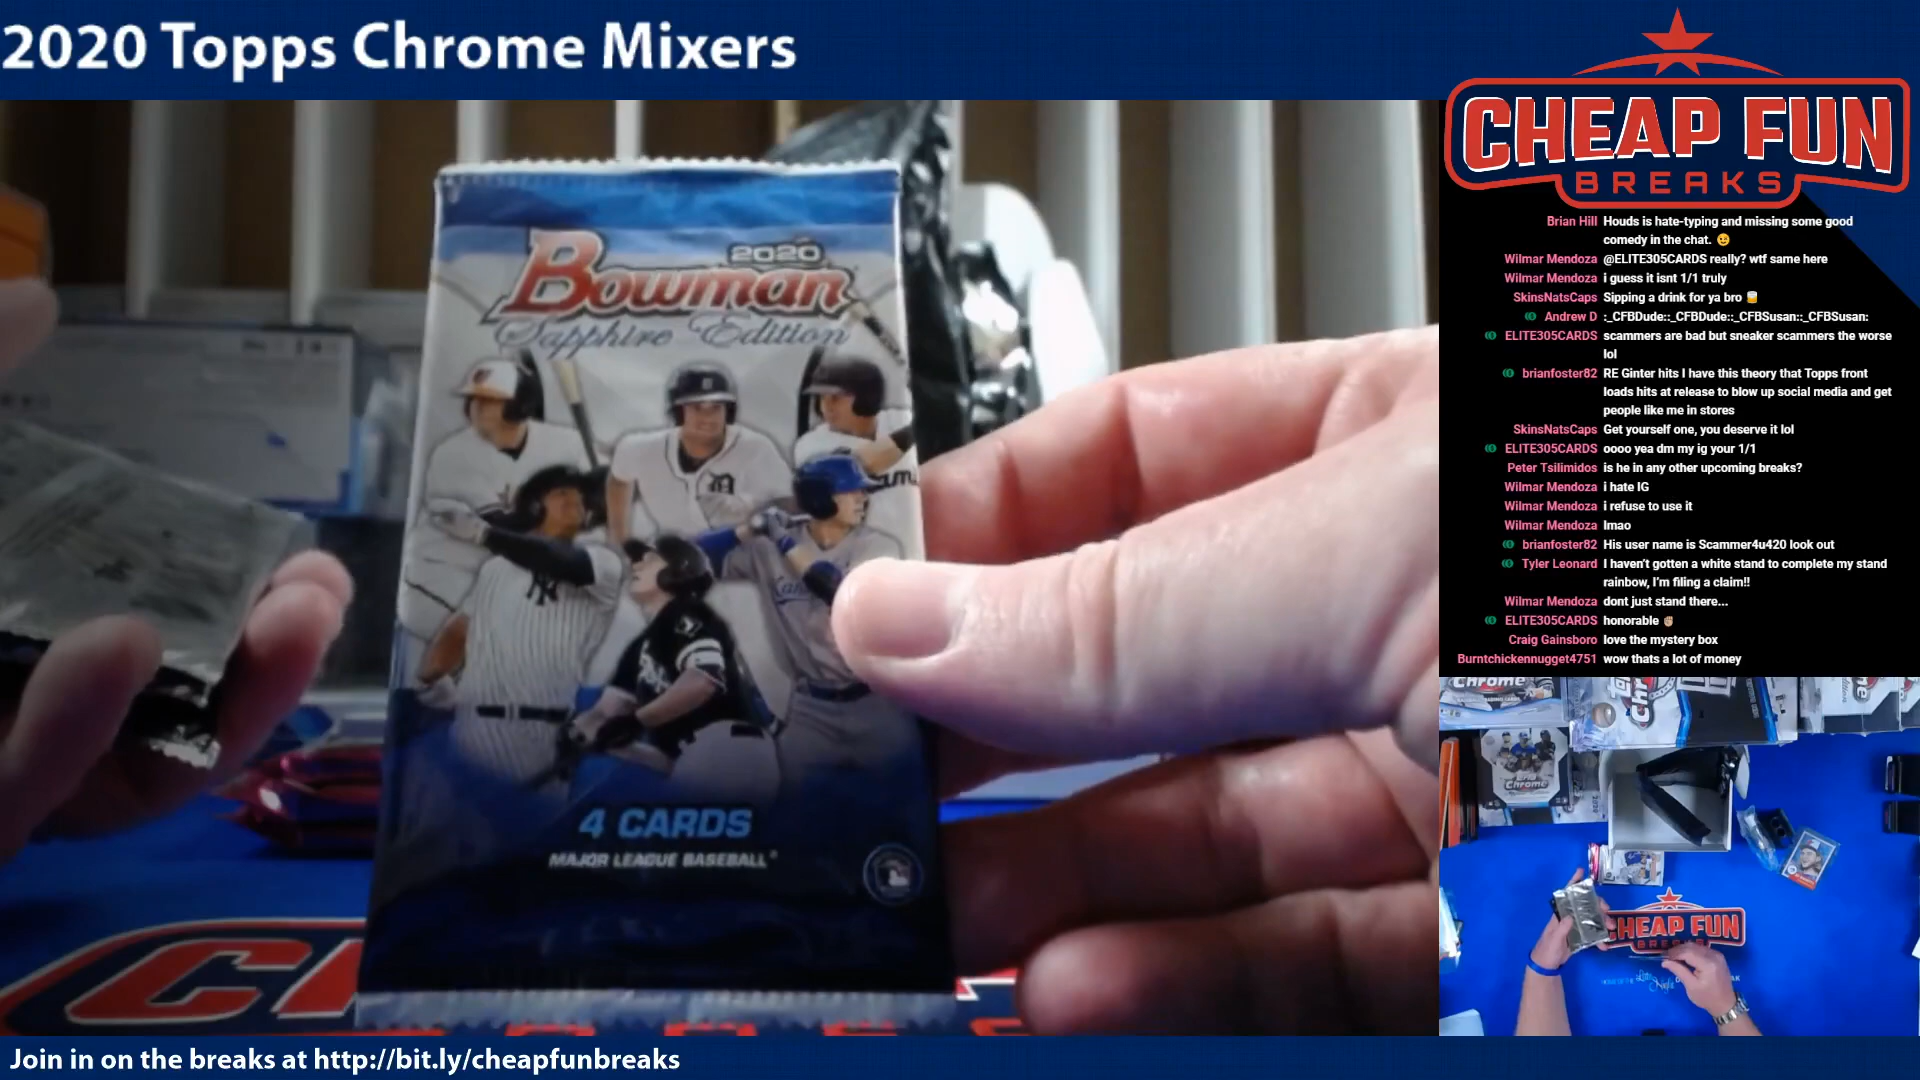 2020 Topps Chrome Mixers
CHEAP FUN
BREAKS
2020
Bowman
Sapphire Edition
4 CARDS
MAJOR LEAGUE BASEBALL
Brian Hill Houds is hate-typing and missing some good
comedy in the chat. 😉
Wilmar Mendoza @ELITE305CARDS really? wtf same here
Wilmar Mendoza i guess it isnt 1/1 truly
SkinsNatsCaps Sipping a drink for ya bro 🥃
Andrew D :_CFBDude::_CFBDude::_CFBSusan::_CFBSusan:
ELITE305CARDS scammers are bad but sneaker scammers the worse
lol
brianfoster82 RE Ginter hits I have this theory that Topps front
loads hits at release to blow up social media and get
people like me in stores
SkinsNatsCaps Get yourself one, you deserve it lol
ELITE305CARDS oooo yea dm my ig your 1/1
Peter Tsilimidos is he in any other upcoming breaks?
Wilmar Mendoza i hate IG
Wilmar Mendoza i refuse to use it
Wilmar Mendoza lmao
brianfoster82 His user name is Scammer4u420 look out
Tyler Leonard I haven't gotten a white stand to complete my stand
rainbow, I'm filing a claim!!
Wilmar Mendoza dont just stand there...
ELITE305CARDS honorable ✊🏽
Craig Gainsboro love the mystery box
Burntchickennugget4751 wow thats a lot of money
Chrome
Chrome
CHEAP FUN
BREAKS
Join in on the breaks at http://bit.ly/cheapfunbreaks